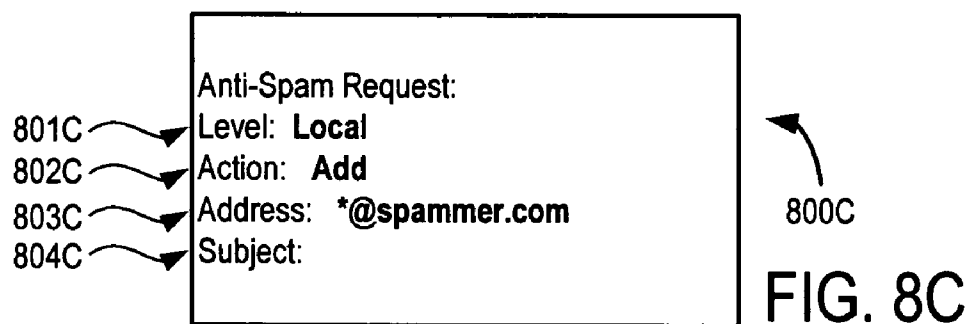 Anti-Spam Request:
801C Level: Local
802C Action: Add
803C Address: *@spammer.com
800C
804C Subject:
FIG. 8C